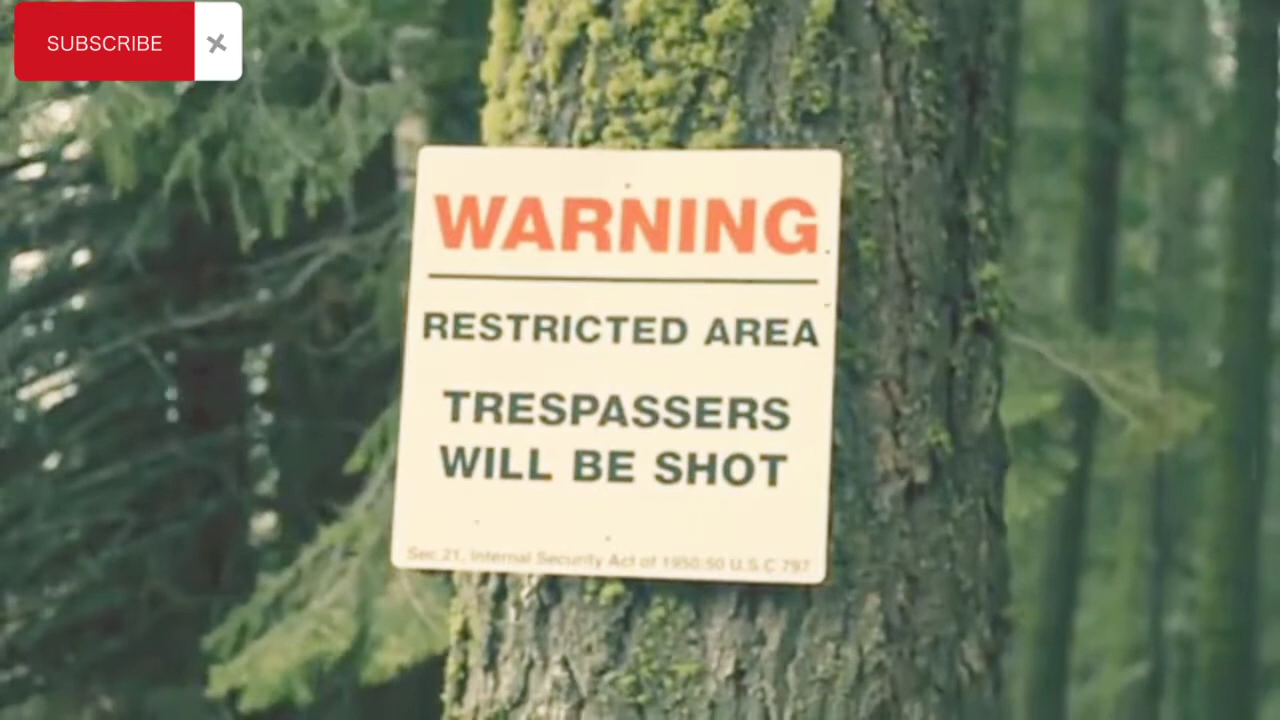 SUBSCRIBE
WARNING
RESTRICTED AREA
TRESPASSERS
WILL BE SHOT
Sec.21, Internal Security Act of 1950:50 U.S.C 797